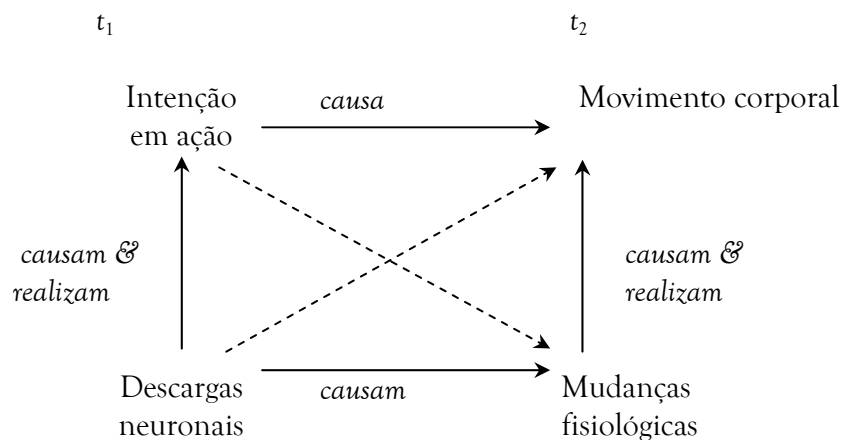 t₁
t₂
Intenção
em ação
causa
Movimento corporal
causam &
realizam
causam &
realizam
Descargas
neuronais
causam
Mudanças
fisiológicas